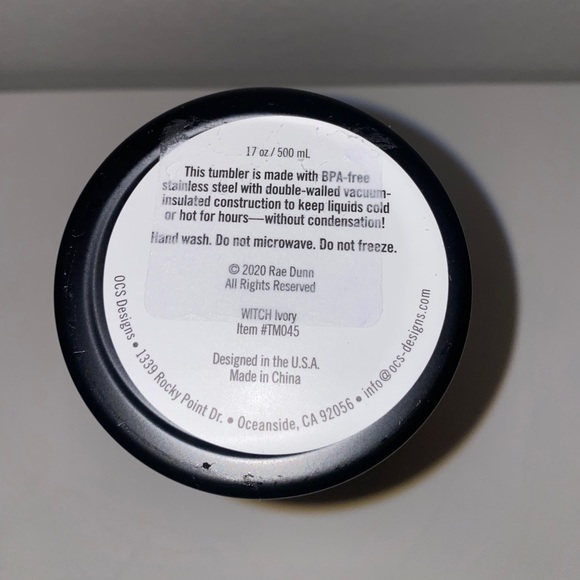 17 oz / 500 mL
This tumbler is made with BPA-free
stainless steel with double-walled vacuum-
insulated construction to keep liquids cold
or hot for hours—without condensation!
Hand wash. Do not microwave. Do not freeze.
© 2020 Rae Dunn
All Rights Reserved
WITCH Ivory
Item #TM045
Designed in the U.S.A.
Made in China
OCS Designs • 1339 Rocky Point Dr. • Oceanside, CA 92056 • info@ocs-designs.com